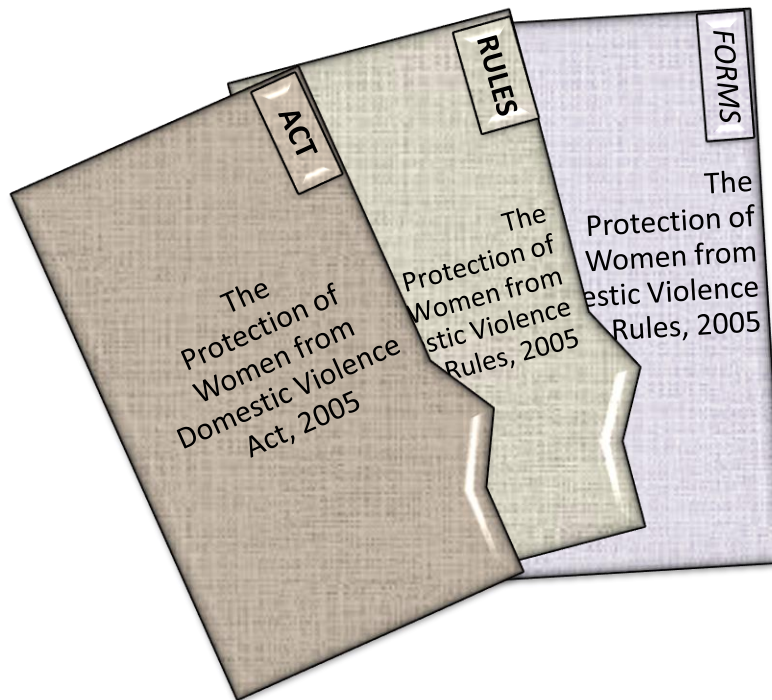 ACT
The
Protection of
Women from
Domestic Violence
Act, 2005
RULES
The
Protection of
Women from
stic Violence
Rules, 2005
FORMS
The
Protection of
Women from
estic Violence
Rules, 2005